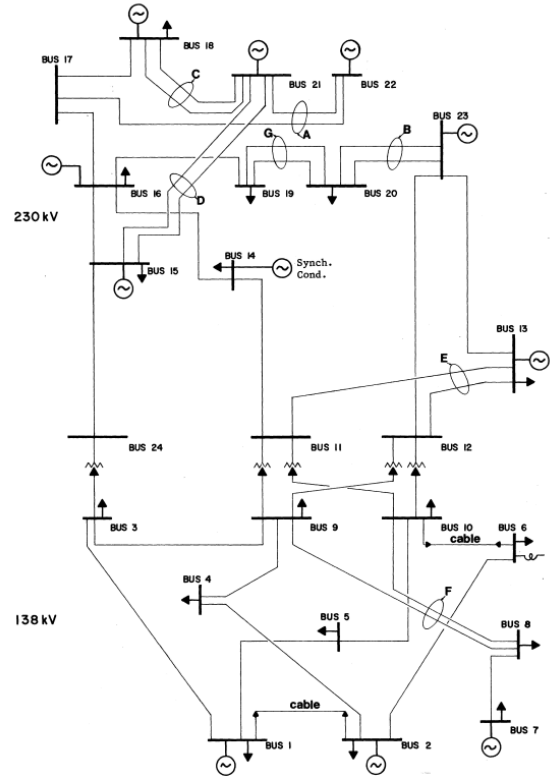 BUS 18
BUS 17
BUS 21
BUS 22
C
A
BUS 23
G
B
BUS 16
D
BUS 19
BUS 20
230 kV
BUS 14
BUS 15
Synch.
Cond.
BUS 13
E
BUS 24
BUS 11
BUS 12
BUS 3
BUS 9
BUS 10
BUS 6
cable
BUS 4
F
BUS 5
138 kV
BUS 8
cable
BUS 7
BUS 1
BUS 2